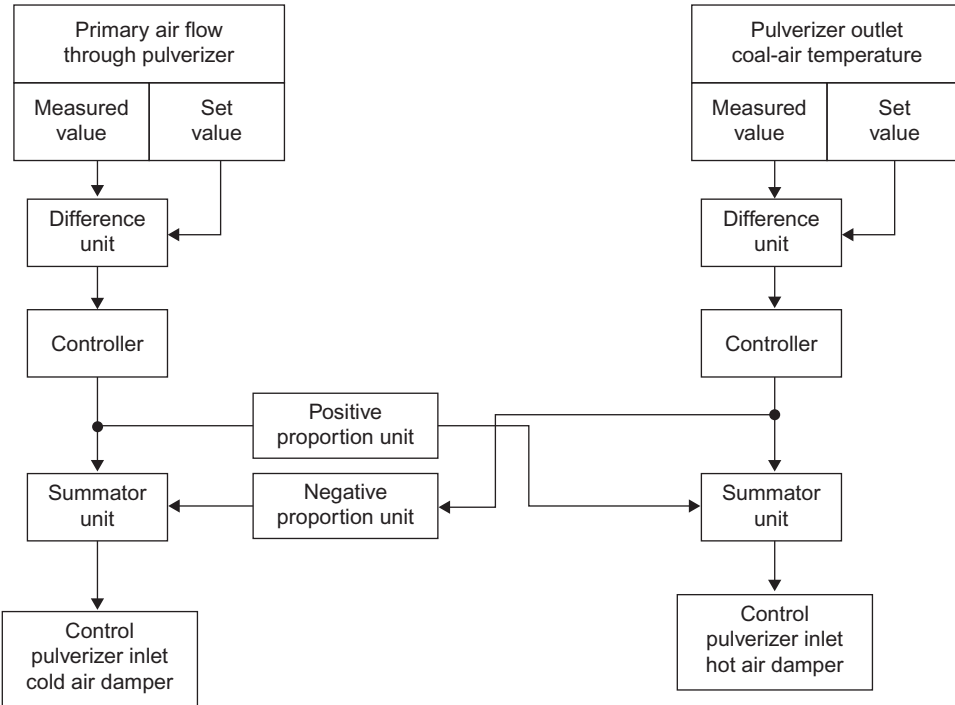 Primary air flow
through pulverizer
Measured
value
Set
value
Difference
unit
Controller
Summator
unit
Control
pulverizer inlet
cold air damper
Positive
proportion unit
Negative
proportion unit
Pulverizer outlet
coal-air temperature
Measured
value
Set
value
Difference
unit
Controller
Summator
unit
Control
pulverizer inlet
hot air damper